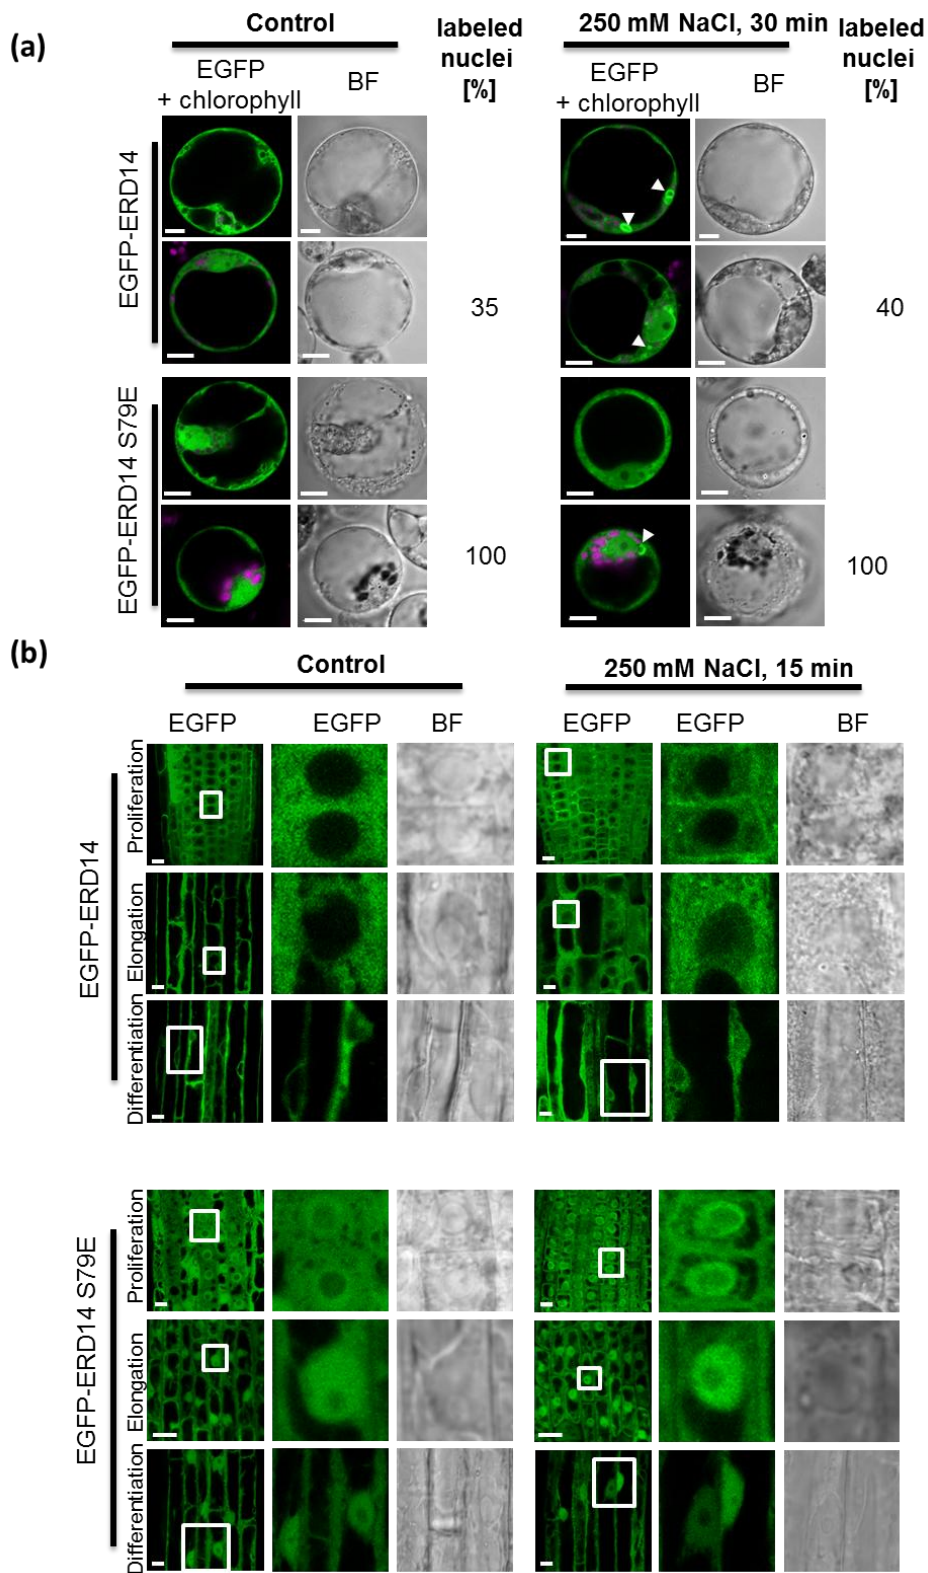 (a)
Control
labeled
nuclei
[%]
250 mM NaCl, 30 min
labeled
nuclei
[%]
EGFP
+ chlorophyll
BF
EGFP
+ chlorophyll
BF
EGFP-ERD14
35
40
EGFP-ERD14 S79E
100
100
(b)
Control
250 mM NaCl, 15 min
EGFP
EGFP
BF
EGFP
EGFP
BF
EGFP-ERD14
Proliferation
Elongation
Differentiation
EGFP-ERD14 S79E
Proliferation
Elongation
Differentiation